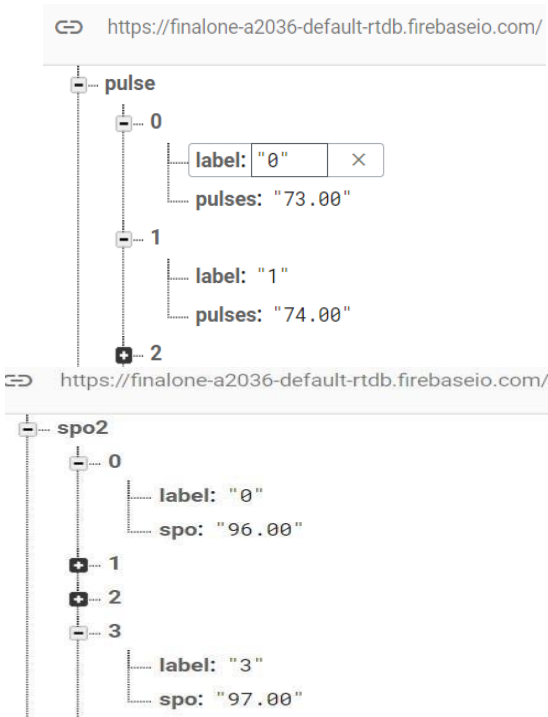 https://finalone-a2036-default-rtdb.firebaseio.com/
pulse
0
label: "0" ×
pulses: "73.00"
1
label: "1"
pulses: "74.00"
2
https://finalone-a2036-default-rtdb.firebaseio.com/
spo2
0
label: "0"
spo: "96.00"
1
2
3
label: "3"
spo: "97.00"